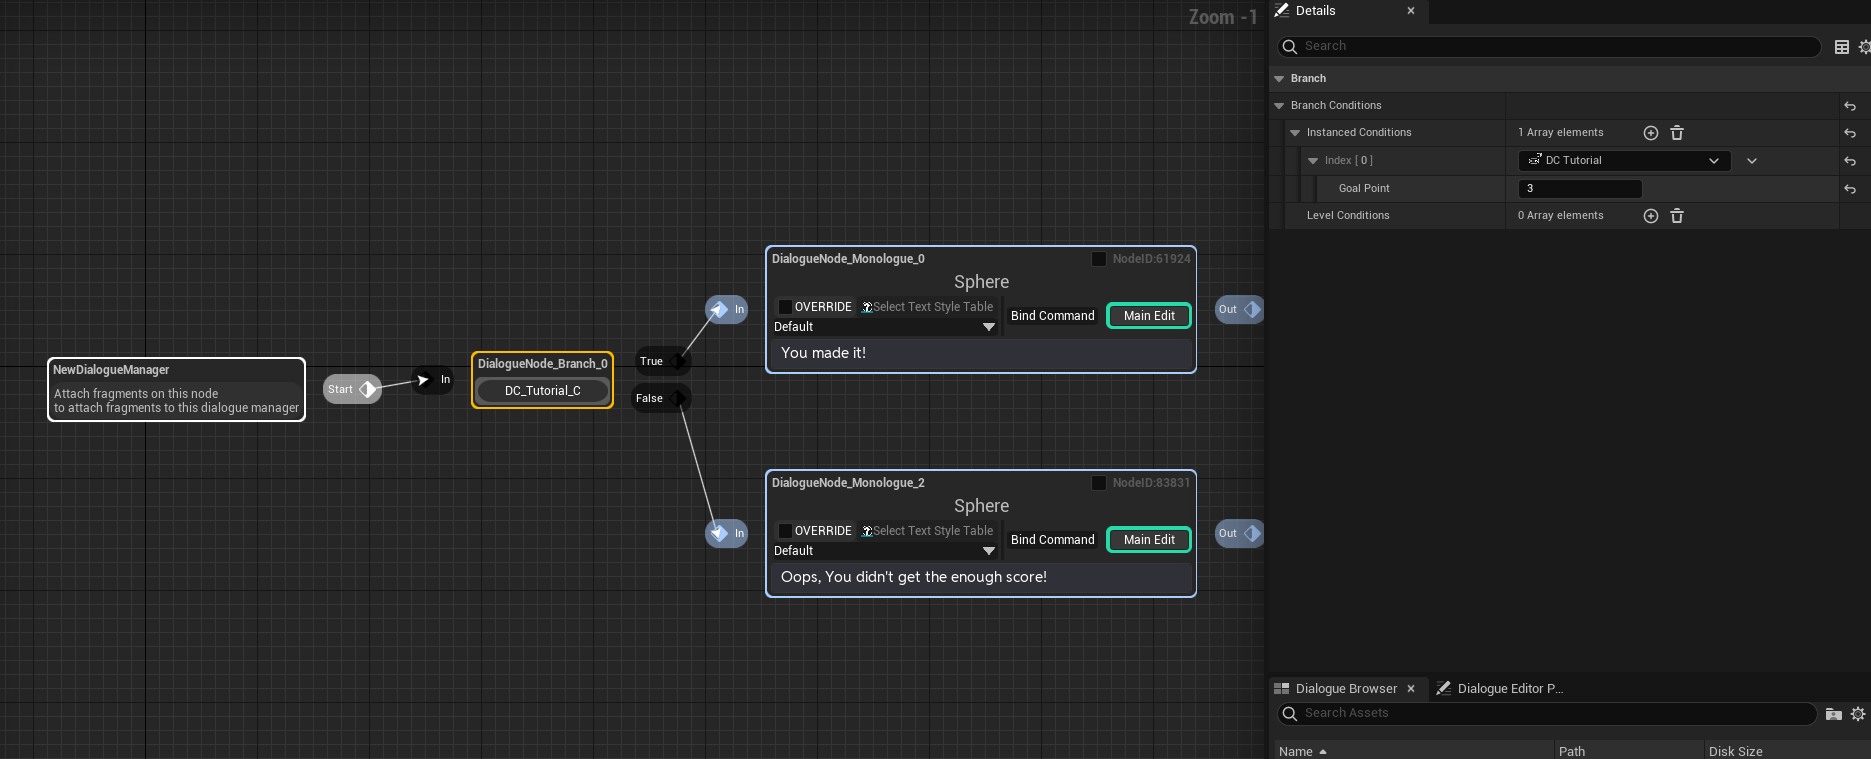 Zoom -1
NewDialogueManager
Attach fragments on this node
to attach fragments to this dialogue manager
Start
In
DialogueNode_Branch_0
DC_Tutorial_C
True
False
In
DialogueNode_Monologue_0
NodeID:61924
Sphere
OVERRIDE
Select Text Style Table
Default
Bind Command
Main Edit
You made it!
Out
In
DialogueNode_Monologue_2
NodeID:83831
Sphere
OVERRIDE
Select Text Style Table
Default
Bind Command
Main Edit
Oops, You didn't get the enough score!
Out
Details
Search
Branch
Branch Conditions
Instanced Conditions
1 Array elements
Index [ 0 ]
DC Tutorial
Goal Point
3
Level Conditions
0 Array elements
Dialogue Browser
Dialogue Editor P...
Search Assets
Name
Path
Disk Size